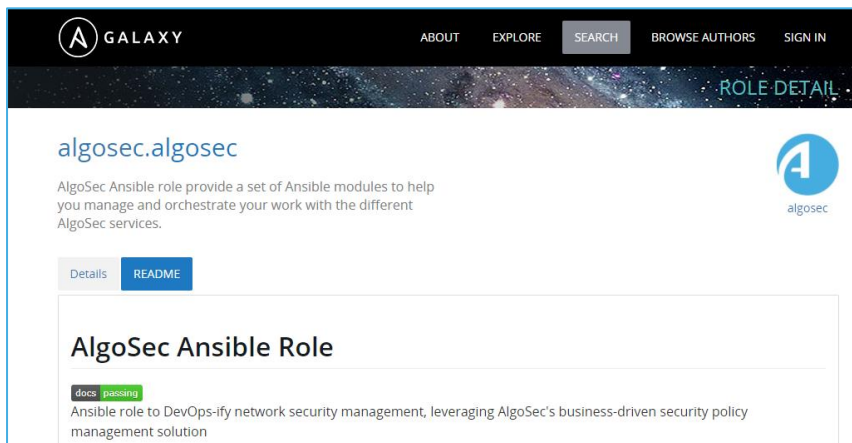 GALAXY
ABOUT EXPLORE SEARCH BROWSE AUTHORS SIGN IN
ROLE DETAIL
algosec.algosec
AlgoSec Ansible role provide a set of Ansible modules to help
you manage and orchestrate your work with the different
AlgoSec services.
algosec
Details README
AlgoSec Ansible Role
docs passing
Ansible role to DevOps-ify network security management, leveraging AlgoSec's business-driven security policy
management solution